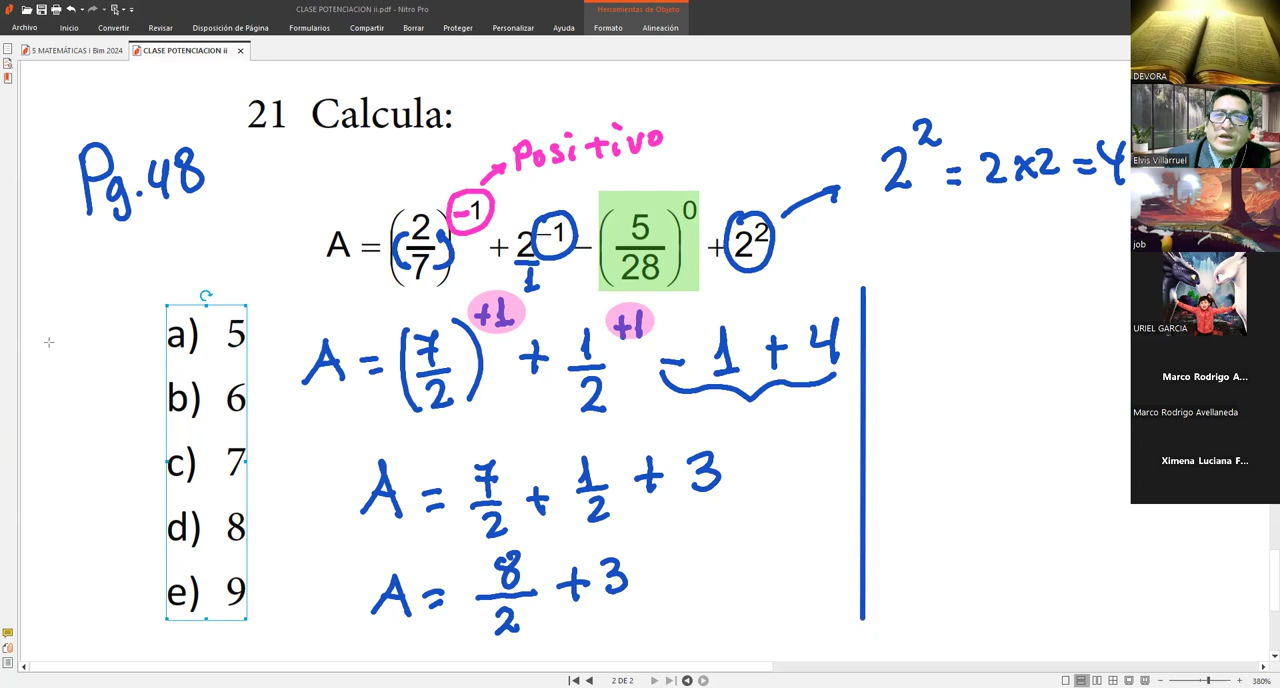 CLASE POTENCIACION ii.pdf - Nitro Pro
Herramientas de Objeto
Archivo Inicio Convertir Revisar Disposición de Página Formularios Compartir Borrar Proteger Personalizar Ayuda Formato Alineación
5 MATEMÁTICAS I Bim 2024
CLASE POTENCIACION ii
21 Calcula:
Pg.48
Positivo
2² = 2x2 = 4
A = (2/7)⁻¹ + 2⁻¹ − (5/28)⁰ + 2²
1
a) 5
b) 6
c) 7
d) 8
e) 9
A = (7/2)⁺¹ + 1/2⁺¹ - 1 + 4
A = 7/2 + 1/2 + 3
A = 8/2 + 3
DEVORA
Elvis Villarruel
job
URIEL GARCIA
Marco Rodrigo A...
Marco Rodrigo Avellaneda
Ximena Luciana F...
2 DE 2
380%